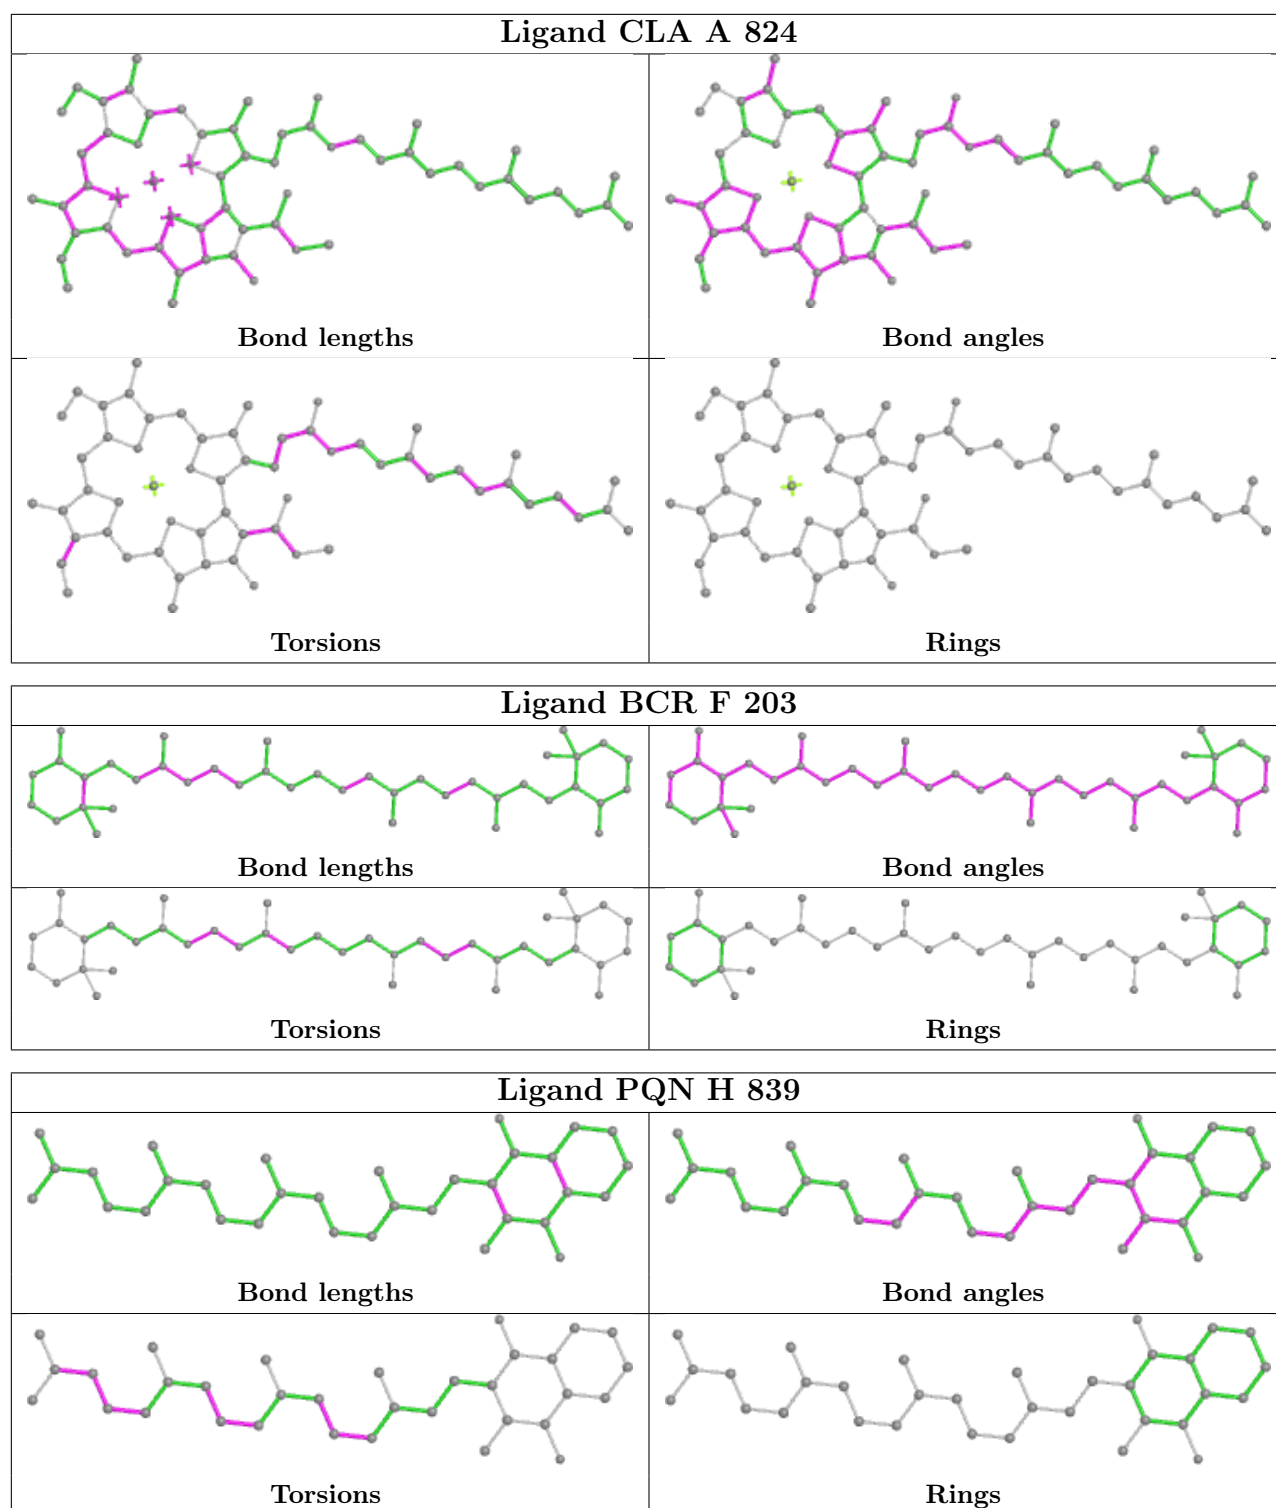 Ligand CLA A 824
Bond lengths
Bond angles
Torsions
Rings
Ligand BCR F 203
Bond lengths
Bond angles
Torsions
Rings
Ligand PQN H 839
Bond lengths
Bond angles
Torsions
Rings